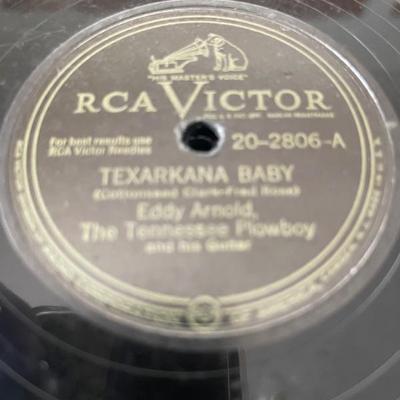 "HIS MASTER'S VOICE"
RCA VICTOR
For best results use
RCA Victor Needles
20-2806-A
TEXARKANA BABY
(Cottonseed Clark-Fred Rose)
Eddy Arnold,
The Tennessee Plowboy
and his Guitar